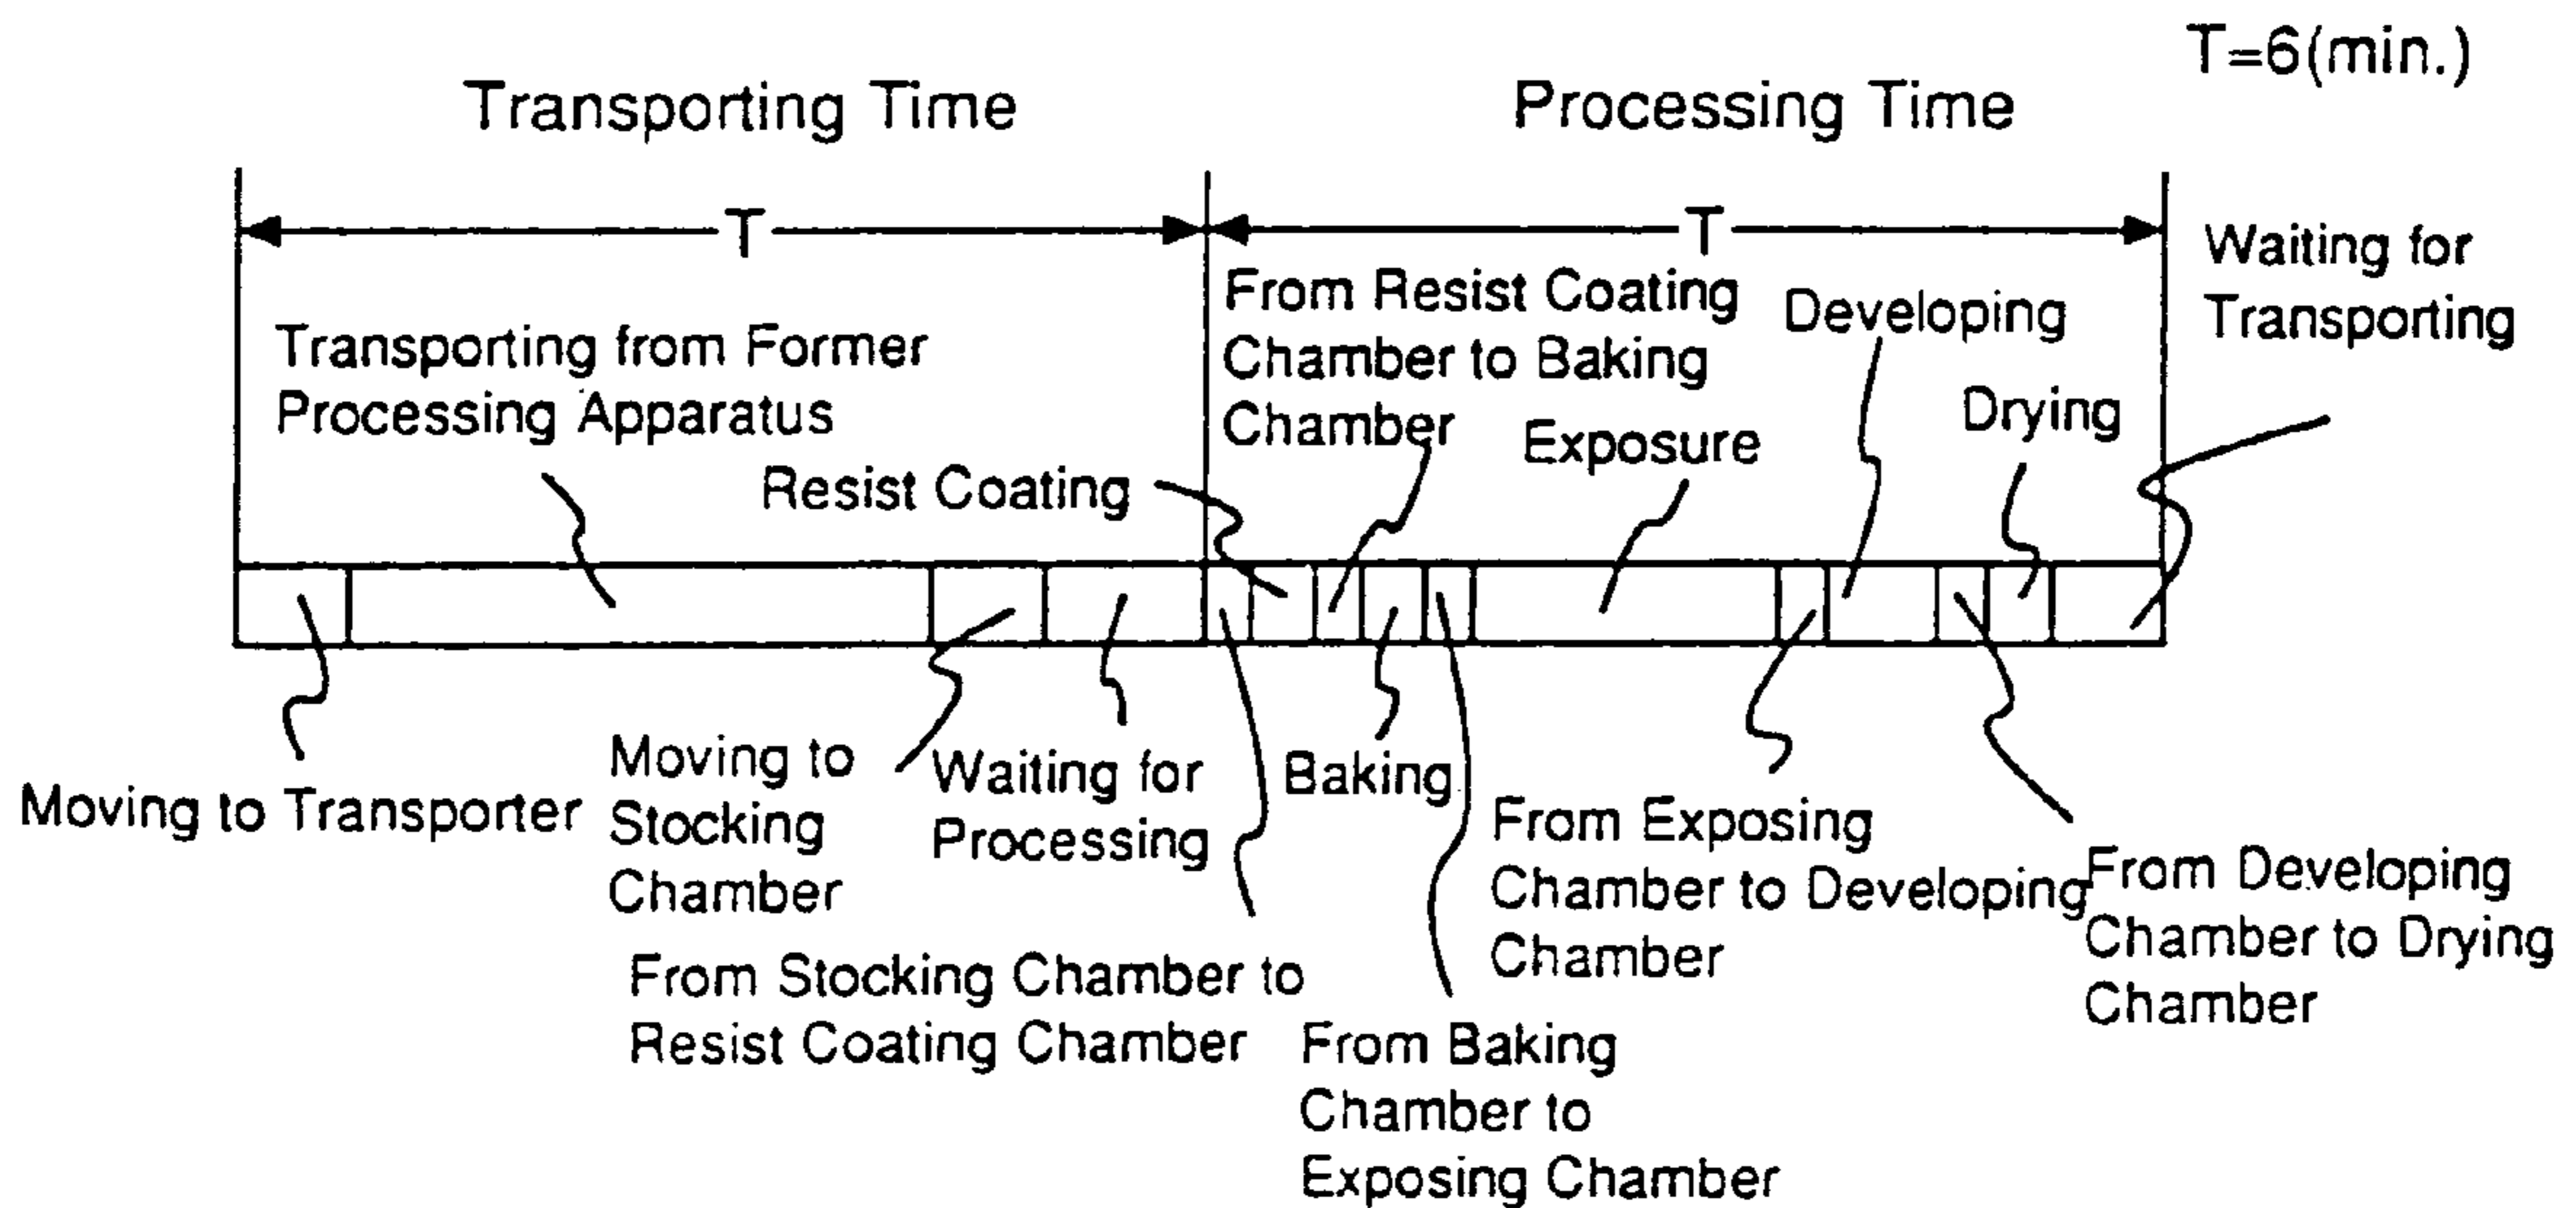 T=6(min.)
Transporting Time
Processing Time
T
T
Waiting for
Transporting
From Resist Coating
Chamber to Baking
Chamber
Developing
Transporting from Former
Processing Apparatus
Drying
Exposure
Resist Coating
Moving to Transporter
Moving to
Stocking
Chamber
Waiting for
Processing
Baking
From Exposing
Chamber to Developing
Chamber
From Developing
Chamber to Drying
Chamber
From Stocking Chamber to
Resist Coating Chamber
From Baking
Chamber to
Exposing Chamber